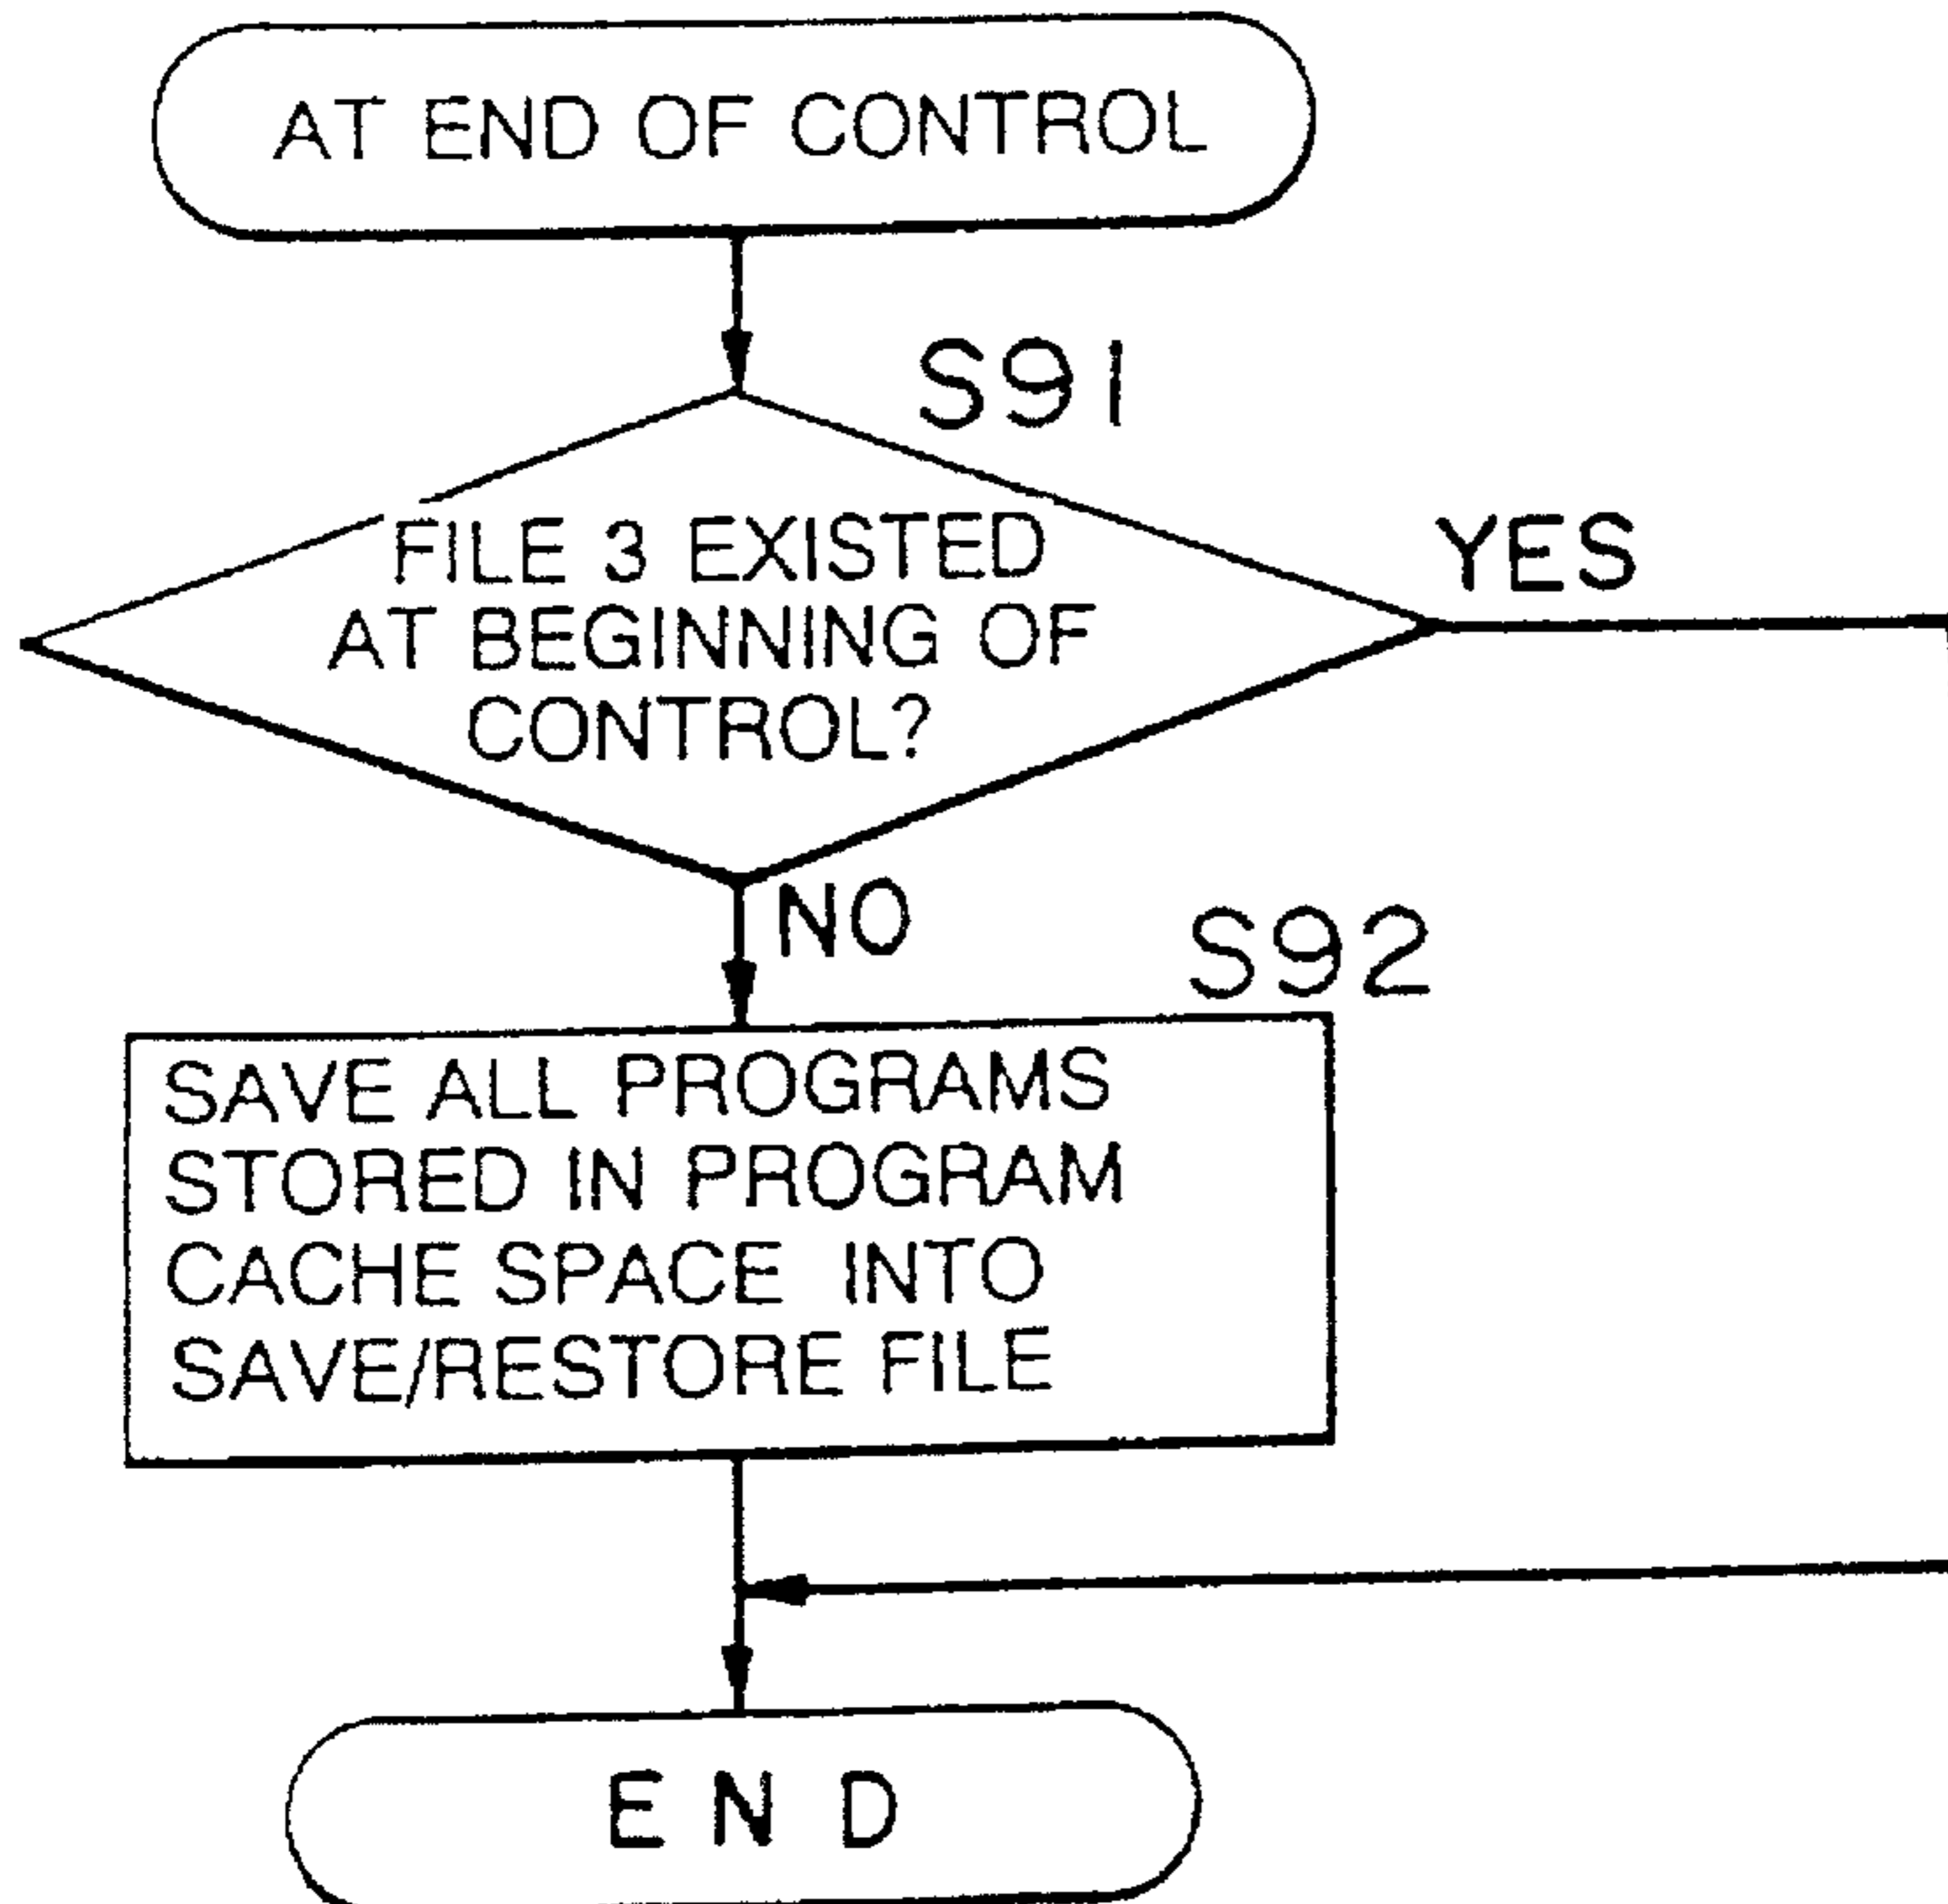 AT END OF CONTROL
S91
FILE 3 EXISTED
AT BEGINNING OF
CONTROL?
YES
NO
S92
SAVE ALL PROGRAMS
STORED IN PROGRAM
CACHE SPACE INTO
SAVE/RESTORE FILE
END